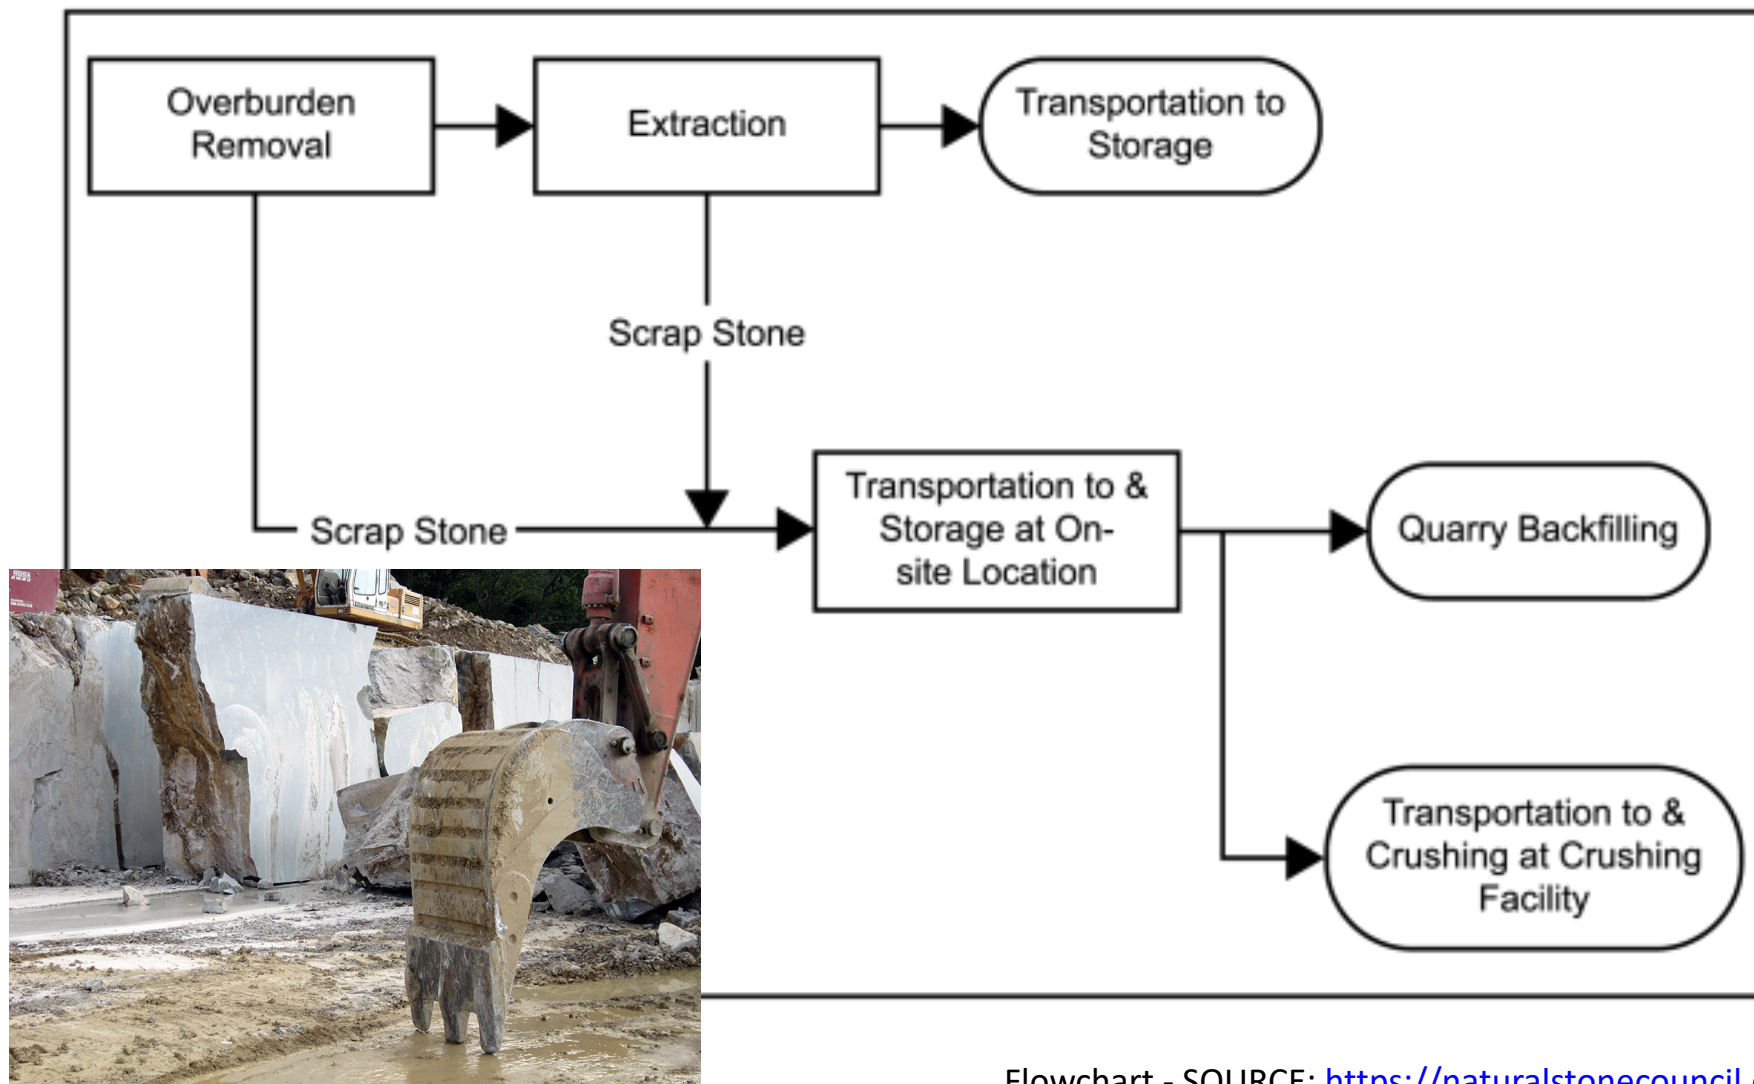 Overburden
Removal
Extraction
Transportation to
Storage
Scrap Stone
Scrap Stone
Transportation to &
Storage at On-
site Location
Quarry Backfilling
Transportation to &
Crushing at Crushing
Facility
Flowchart - SOURCE: https://naturalstonecouncil.